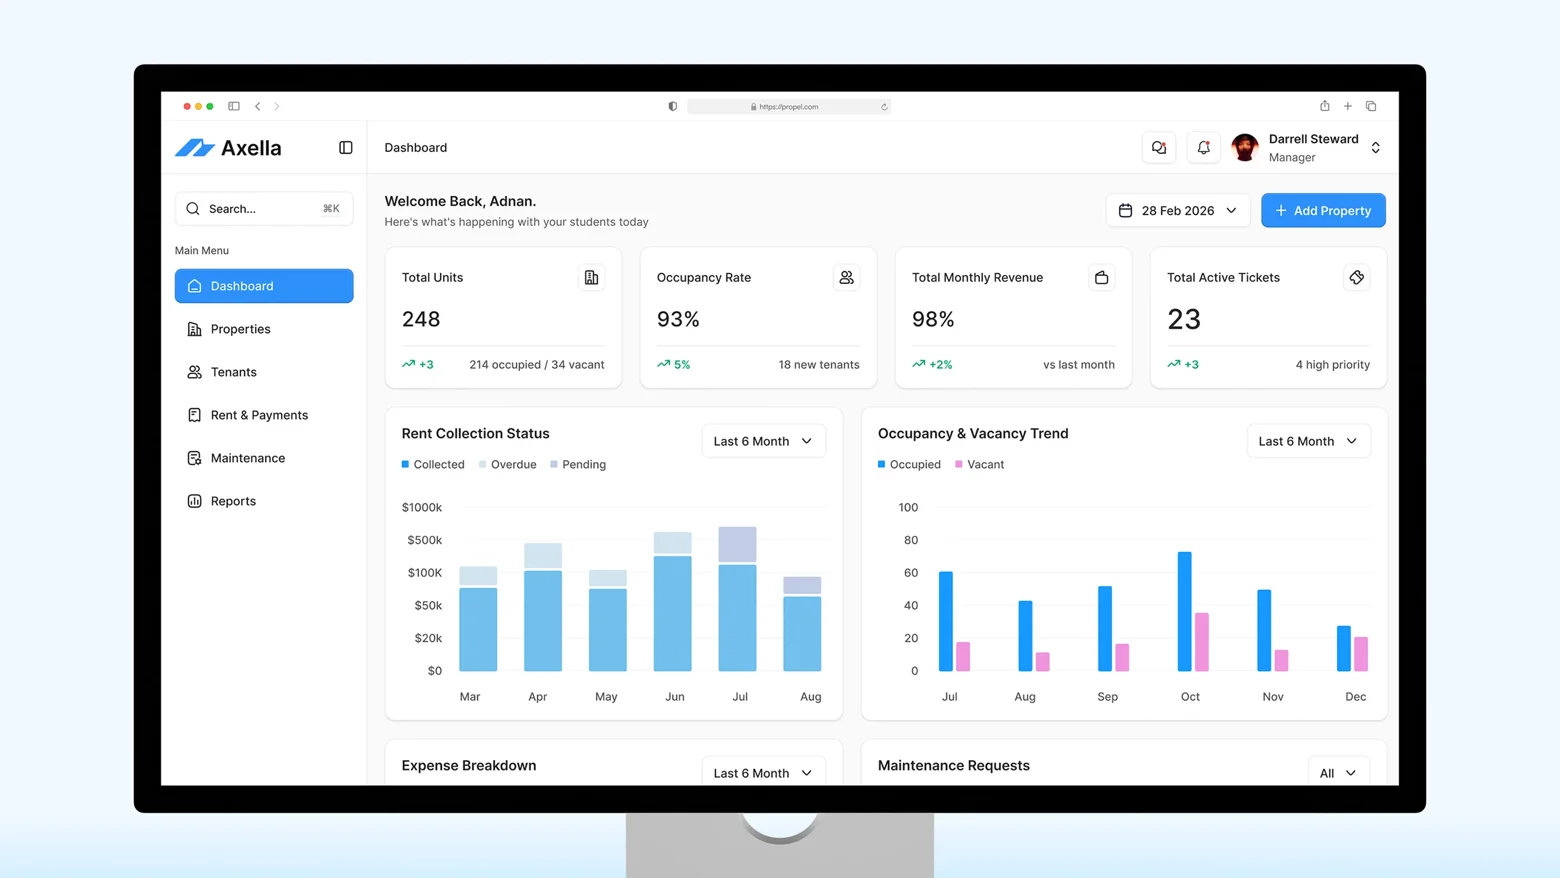 https://propel.com
Axella
Dashboard
Darrell Steward
Manager
Search...
⌘K
Main Menu
Dashboard
Properties
Tenants
Rent & Payments
Maintenance
Reports
Welcome Back, Adnan.
Here's what's happening with your students today
28 Feb 2026
+ Add Property
Total Units
248
+3
214 occupied / 34 vacant
Occupancy Rate
93%
5%
18 new tenants
Total Monthly Revenue
98%
+2%
vs last month
Total Active Tickets
23
+3
4 high priority
Rent Collection Status
Last 6 Month
Collected
Overdue
Pending
$1000k
$500k
$100K
$50k
$20k
$0
Mar
Apr
May
Jun
Jul
Aug
Occupancy & Vacancy Trend
Last 6 Month
Occupied
Vacant
100
80
60
40
20
0
Jul
Aug
Sep
Oct
Nov
Dec
Expense Breakdown
Last 6 Month
Maintenance Requests
All